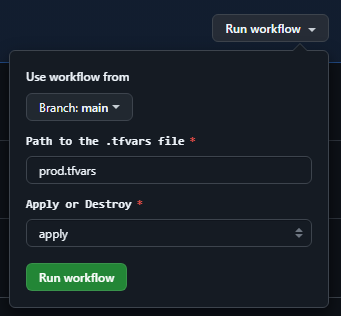 Run workflow
Use workflow from
Branch: main
Path to the .tfvars file *
prod.tfvars
Apply or Destroy *
apply
Run workflow